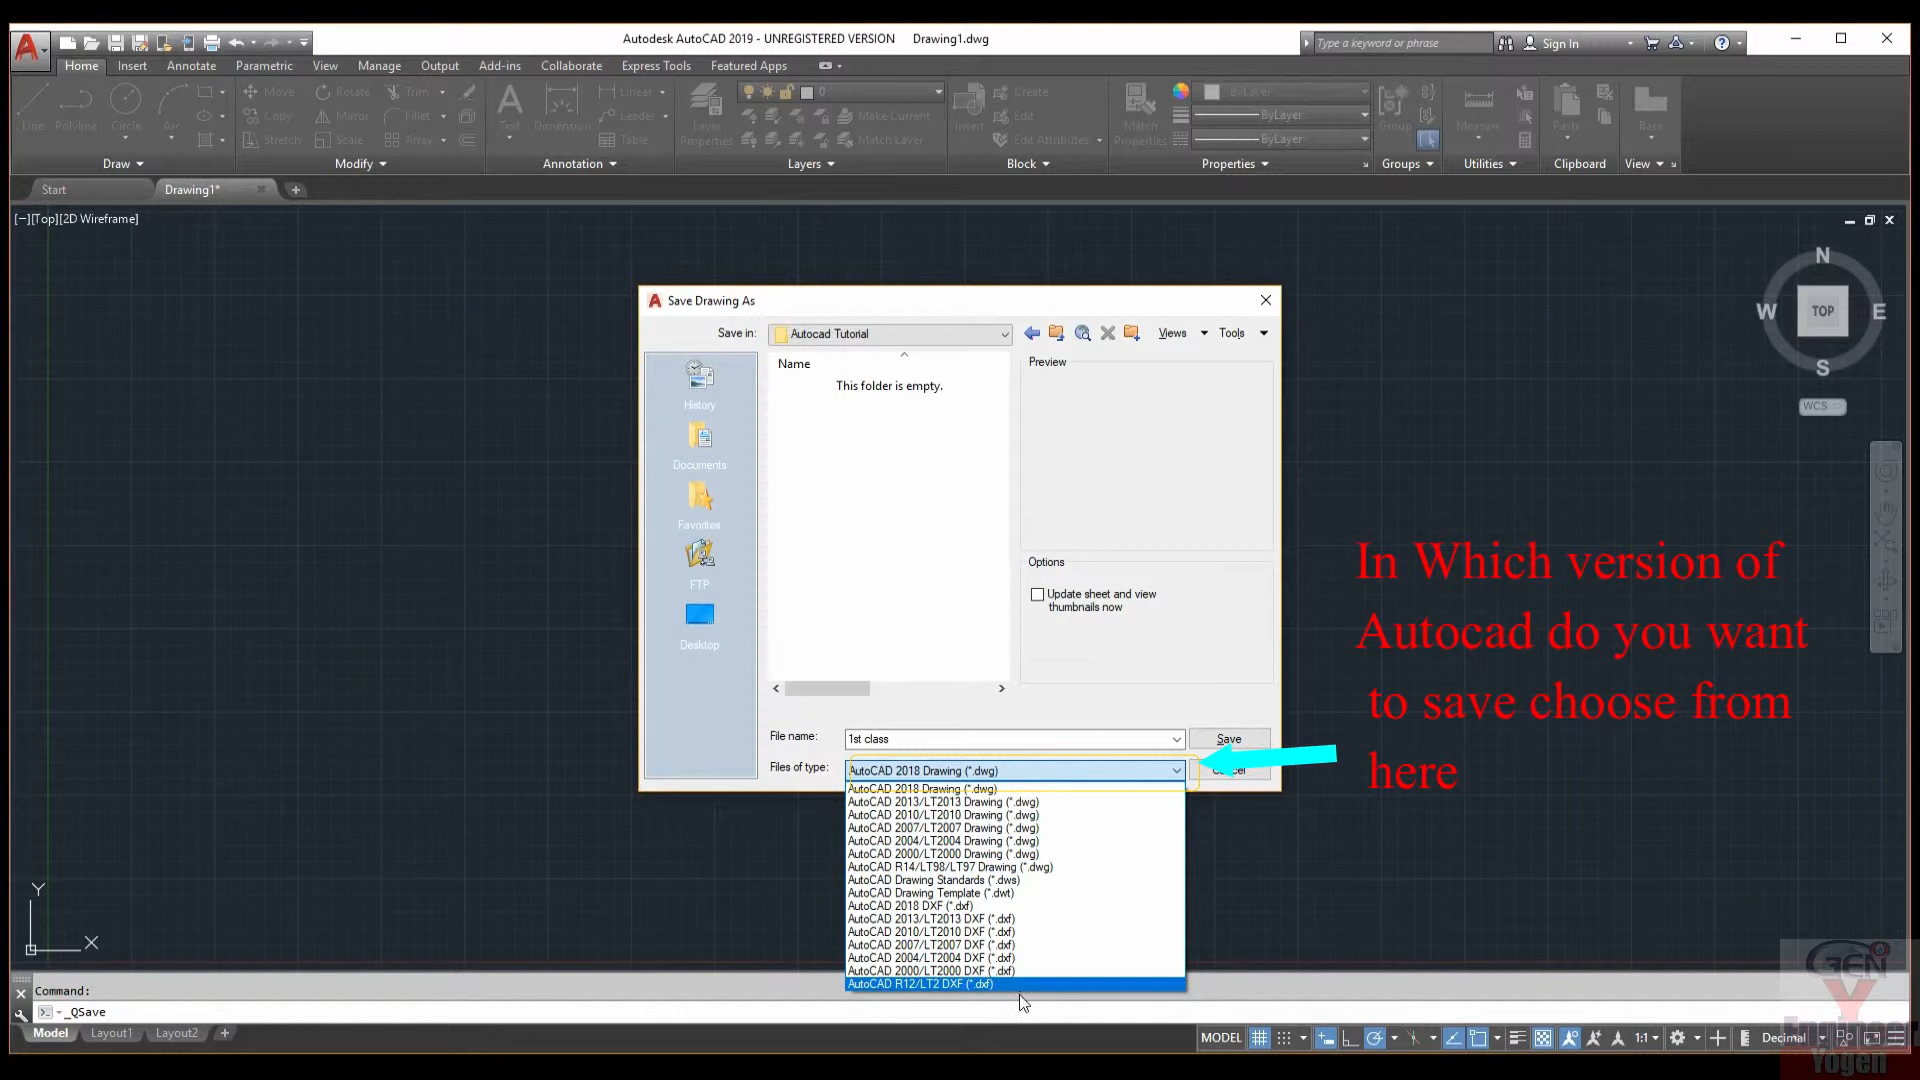 Autodesk AutoCAD 2019 - UNREGISTERED VERSION Drawing1.dwg
Type a keyword or phrase
Sign In
Home Insert Annotate Parametric View Manage Output Add-ins Collaborate Express Tools Featured Apps
Line Polyline Circle Arc
Move Rotate Trim
Copy Mirror Fillet
Stretch Scale Array
Text Dimension
Linear
Leader
Table
Layer Properties
0
Make Current
Match Layer
Insert
Create
Edit
Edit Attributes
Match Properties
ByLayer
ByLayer
ByLayer
Group
Measure
Paste
Base
Draw Modify Annotation Layers Block Properties Groups Utilities Clipboard View
Start Drawing1*
[−][Top][2D Wireframe]
N
W TOP E
S
WCS
Save Drawing As
Save in: Autocad Tutorial
Views Tools
Name
This folder is empty.
Preview
History
Documents
Favorites
FTP
Desktop
Options
Update sheet and view
thumbnails now
File name: 1st class Save
Files of type: AutoCAD 2018 Drawing (*.dwg)
AutoCAD 2018 Drawing (*.dwg)
AutoCAD 2013/LT2013 Drawing (*.dwg)
AutoCAD 2010/LT2010 Drawing (*.dwg)
AutoCAD 2007/LT2007 Drawing (*.dwg)
AutoCAD 2004/LT2004 Drawing (*.dwg)
AutoCAD 2000/LT2000 Drawing (*.dwg)
AutoCAD R14/LT98/LT97 Drawing (*.dwg)
AutoCAD Drawing Standards (*.dws)
AutoCAD Drawing Template (*.dwt)
AutoCAD 2018 DXF (*.dxf)
AutoCAD 2013/LT2013 DXF (*.dxf)
AutoCAD 2010/LT2010 DXF (*.dxf)
AutoCAD 2007/LT2007 DXF (*.dxf)
AutoCAD 2004/LT2004 DXF (*.dxf)
AutoCAD 2000/LT2000 DXF (*.dxf)
AutoCAD R12/LT2 DXF (*.dxf)
In Which version of
Autocad do you want
to save choose from
here
Y
X
Command:
_QSave
Model Layout1 Layout2
MODEL 1:1 Decimal
Engineer
Yogen